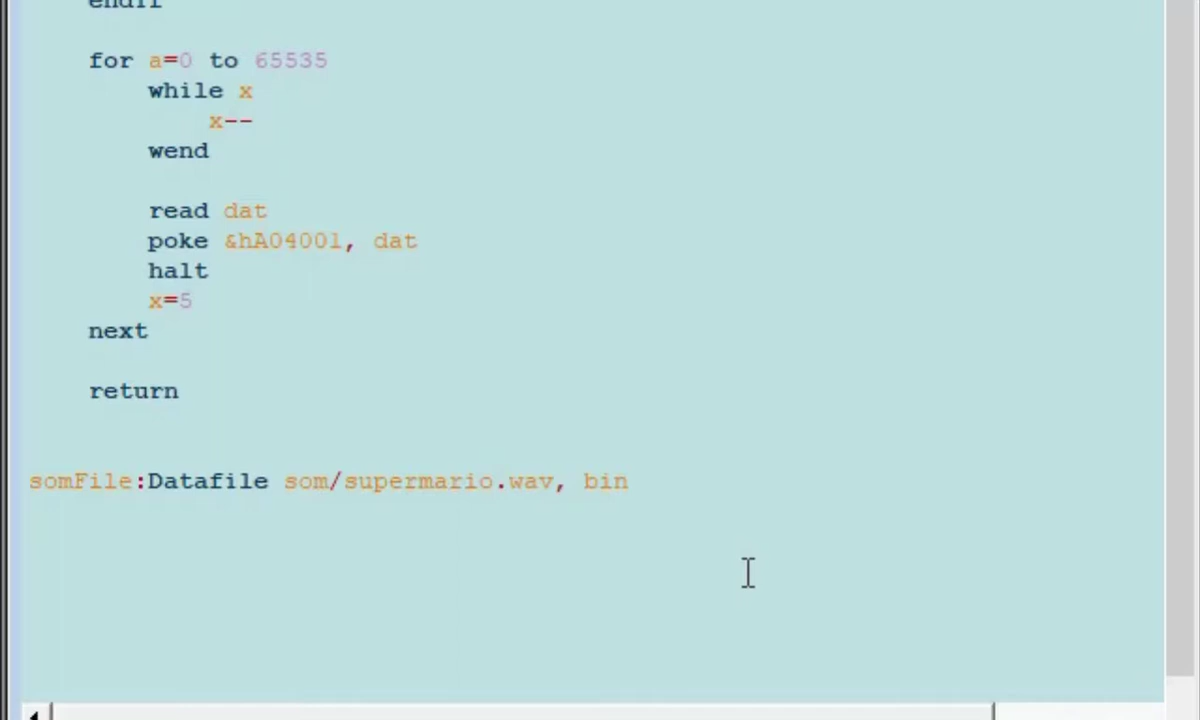 endif
for a=0 to 65535
while x
x--
wend
read dat
poke &hA04001, dat
halt
x=5
next
return
somFile:Datafile som/supermario.wav, bin